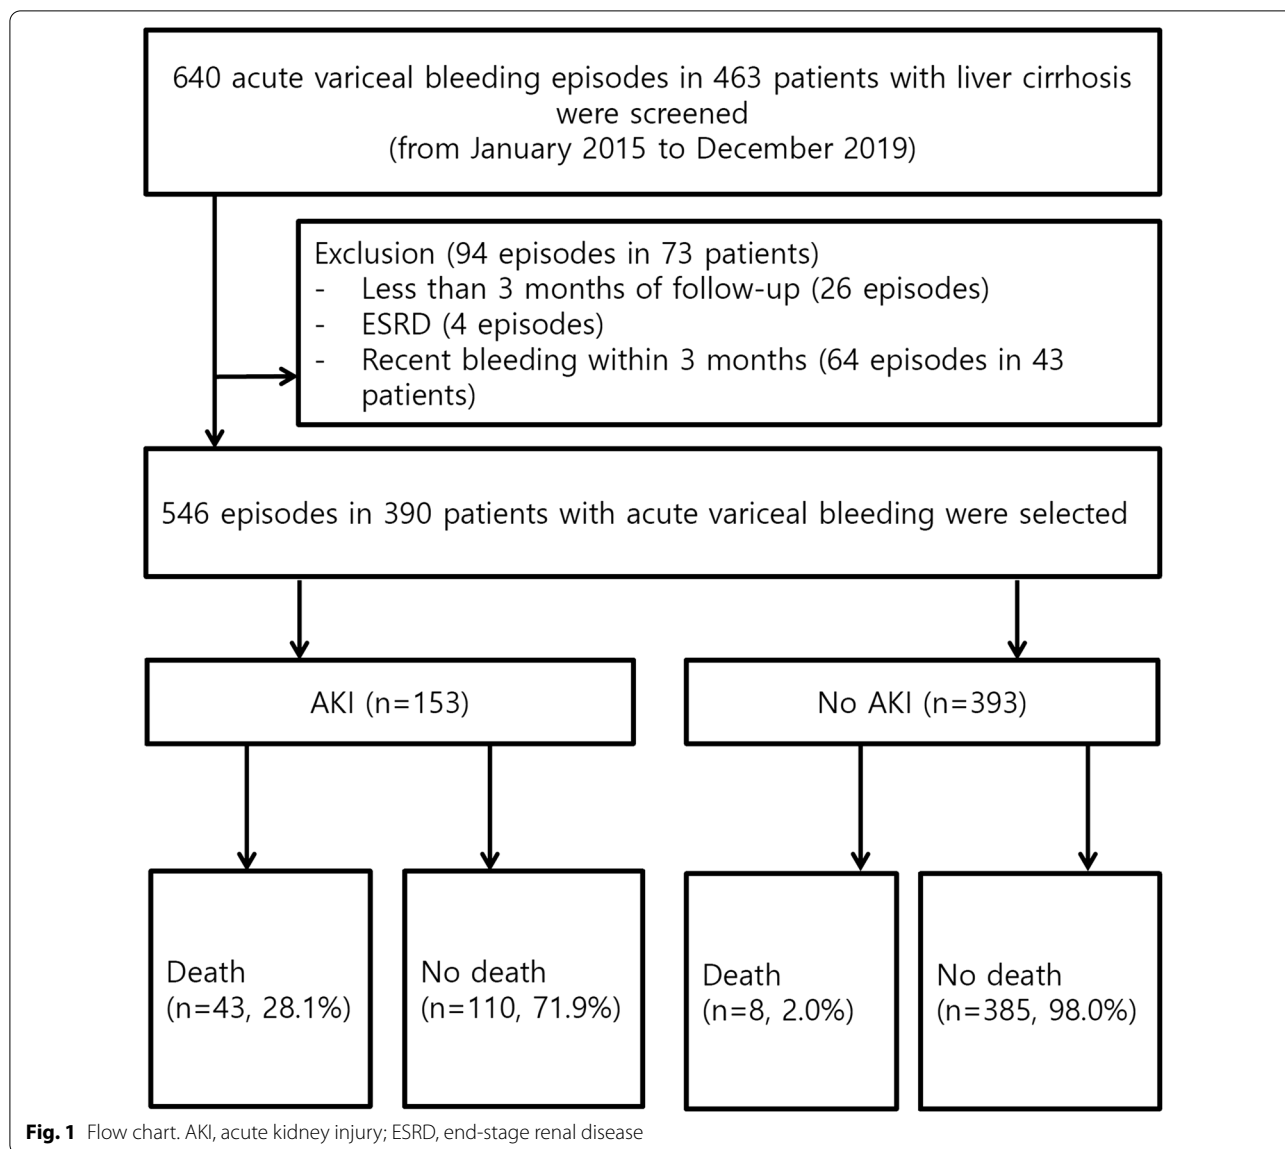 640 acute variceal bleeding episodes in 463 patients with liver cirrhosis
were screened
(from January 2015 to December 2019)
Exclusion (94 episodes in 73 patients)
- Less than 3 months of follow-up (26 episodes)
- ESRD (4 episodes)
- Recent bleeding within 3 months (64 episodes in 43
patients)
546 episodes in 390 patients with acute variceal bleeding were selected
AKI (n=153)
No AKI (n=393)
Death
(n=43, 28.1%)
No death
(n=110, 71.9%)
Death
(n=8, 2.0%)
No death
(n=385, 98.0%)
Fig. 1 Flow chart. AKI, acute kidney injury; ESRD, end-stage renal disease